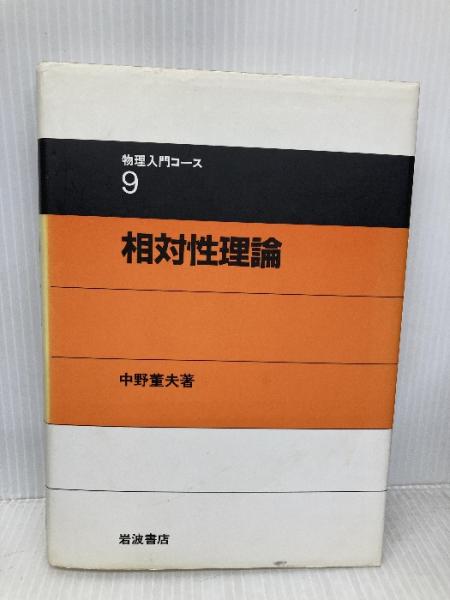 物理入門コース
9
相対性理論
中野董夫著
岩波書店